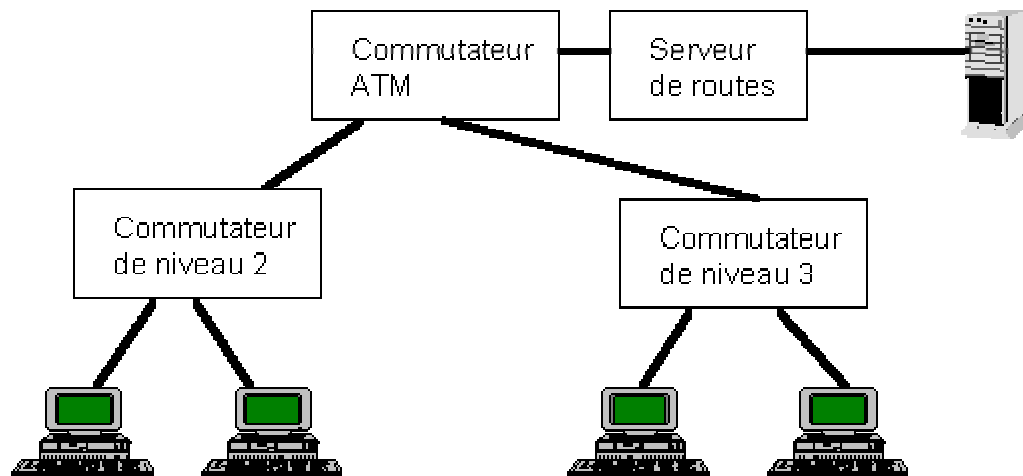 Commutateur
ATM
Serveur
de routes
Commutateur
de niveau 2
Commutateur
de niveau 3